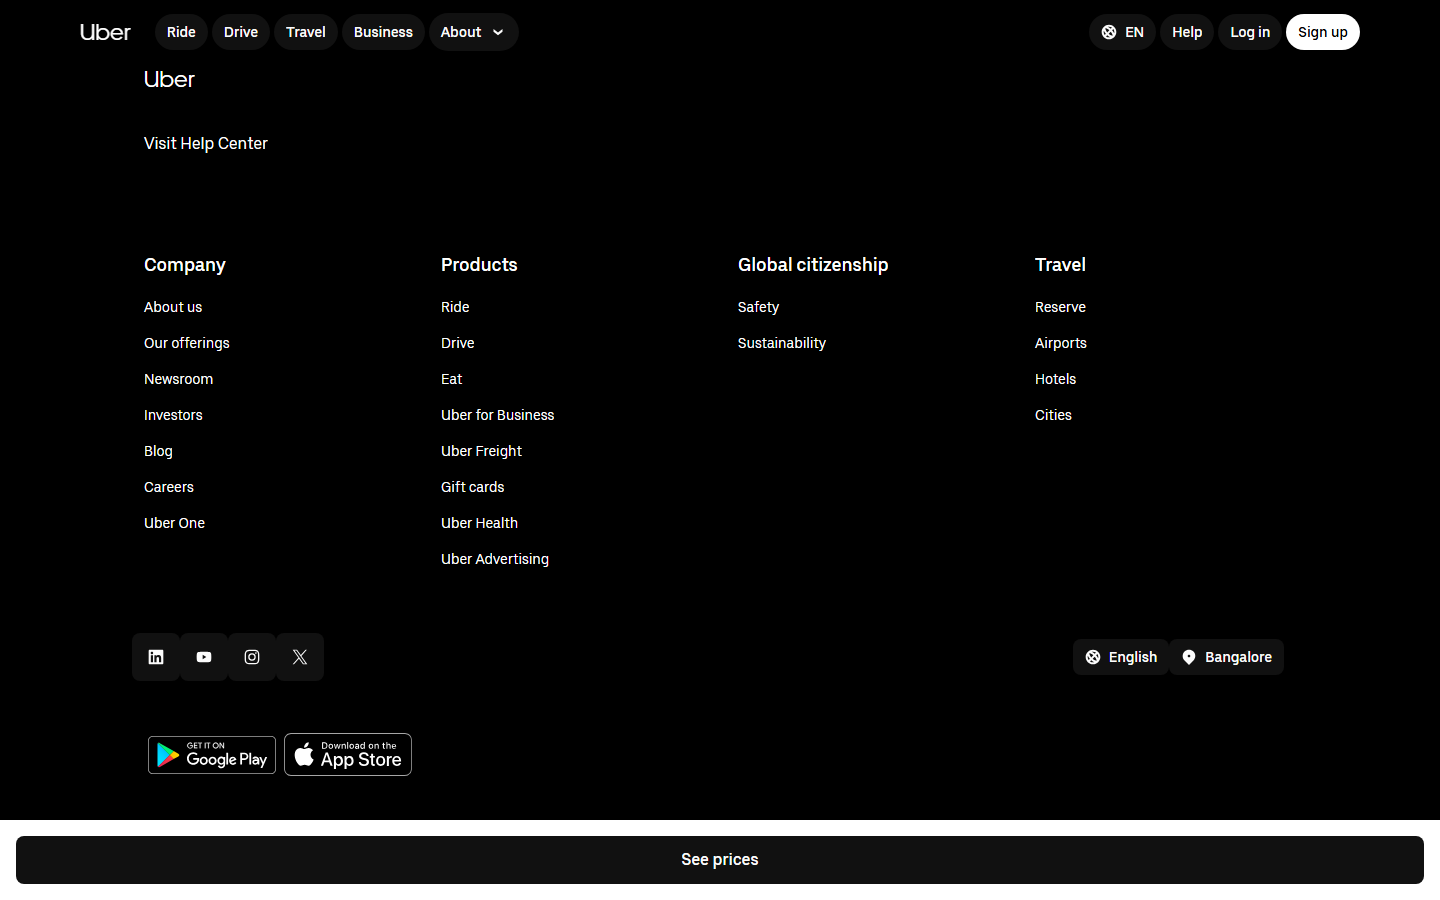 Uber Ride Drive Travel Business About EN Help Log in Sign up
Uber
Visit Help Center
Company
About us
Our offerings
Newsroom
Investors
Blog
Careers
Uber One
Products
Ride
Drive
Eat
Uber for Business
Uber Freight
Gift cards
Uber Health
Uber Advertising
Global citizenship
Safety
Sustainability
Travel
Reserve
Airports
Hotels
Cities
English Bangalore
GET IT ON
Google Play
Download on the
App Store
See prices